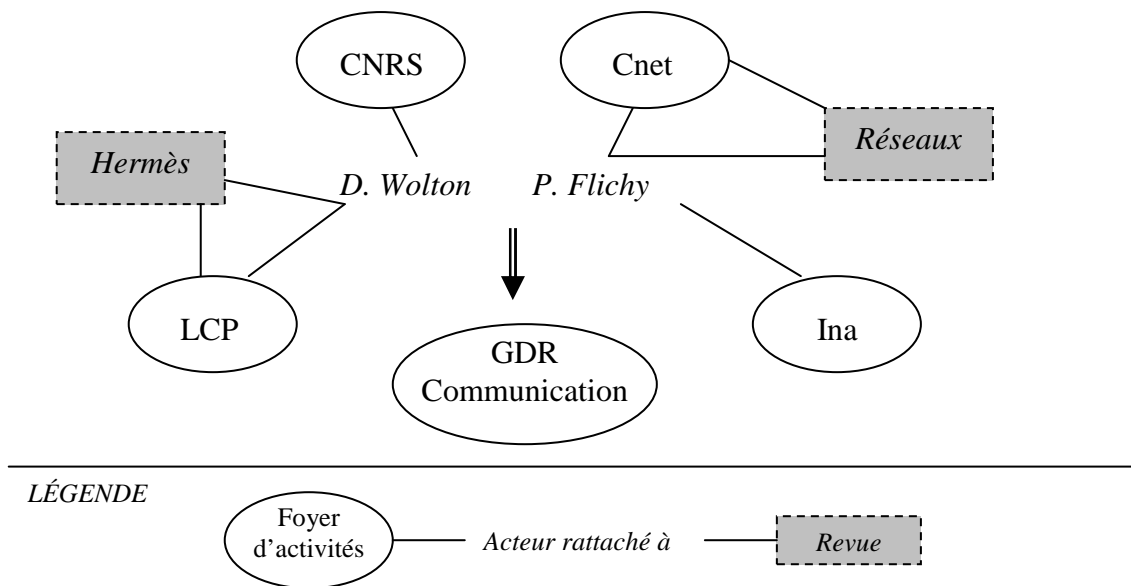 CNRS
Cnet
Hermès
Réseaux
D. Wolton
P. Flichy
LCP
Ina
GDR
Communication
LÉGENDE
Foyer
d’activités
Acteur rattaché à
Revue